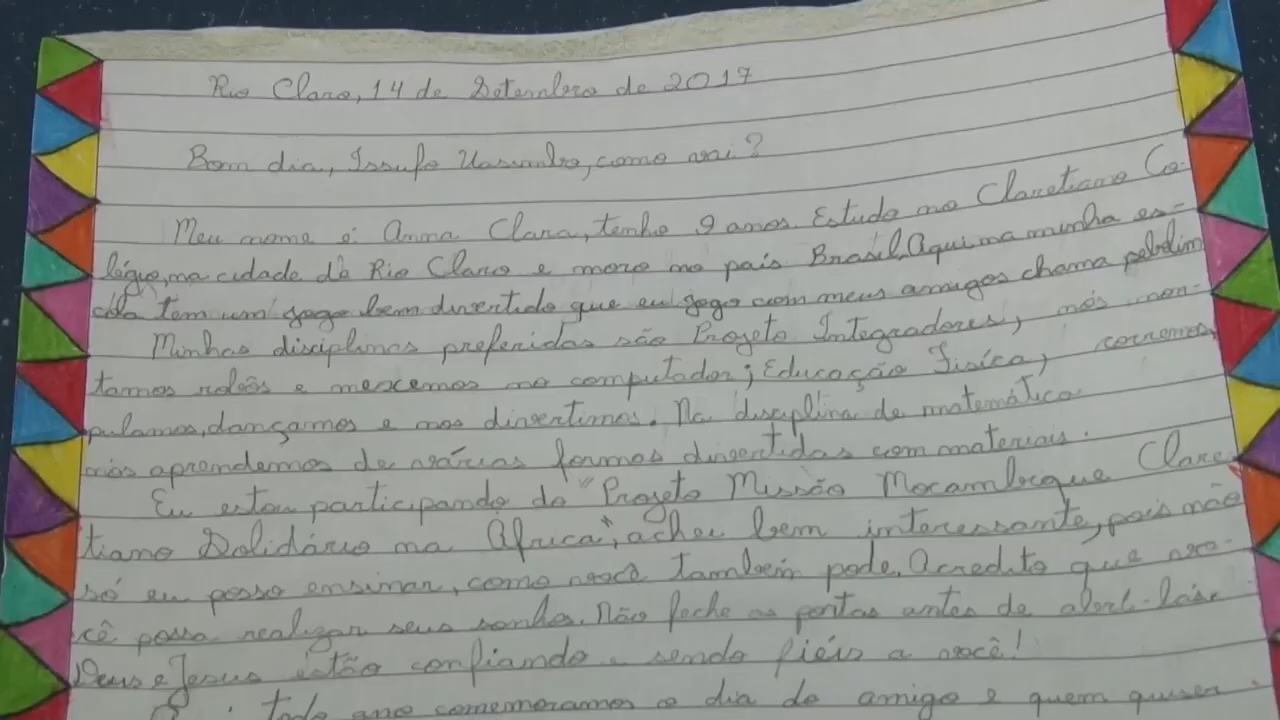 Rio Claro, 14 de Setembro de 2017
Bom dia, Issufo como vai?
Meu nome é Anna Clara, tenho 9 anos Estudo no Claretiano Co-
légio, na cidade de Rio Claro e moro no país Brasil. Aqui na minha es-
cola tem um jogo bem divertido que eu jogo com meus amigos chama pebolim
Minhas disciplinas preferidas são Projeto Integradores, nós mon-
tamos robôs e mexemos no computador; Educação Física, corremos,
pulamos, dançamos e nos divertimos. Na disciplina de matemática
nós aprendemos de várias formas divertidas com materiais.
Eu estou participando do "Projeto Missão Mocambique Clare-
tiano Solidário na Africa", achei bem interessante, pois não
só eu posso ensinar, como você também pode. Acredito que vo-
cê possa realizar seus sonhos. Não feche as portas antes de abri-las.
Deus e Jesus estão confiando e sendo fiéis a você!
todo ano comemoramos o dia do amigo e quem quiser